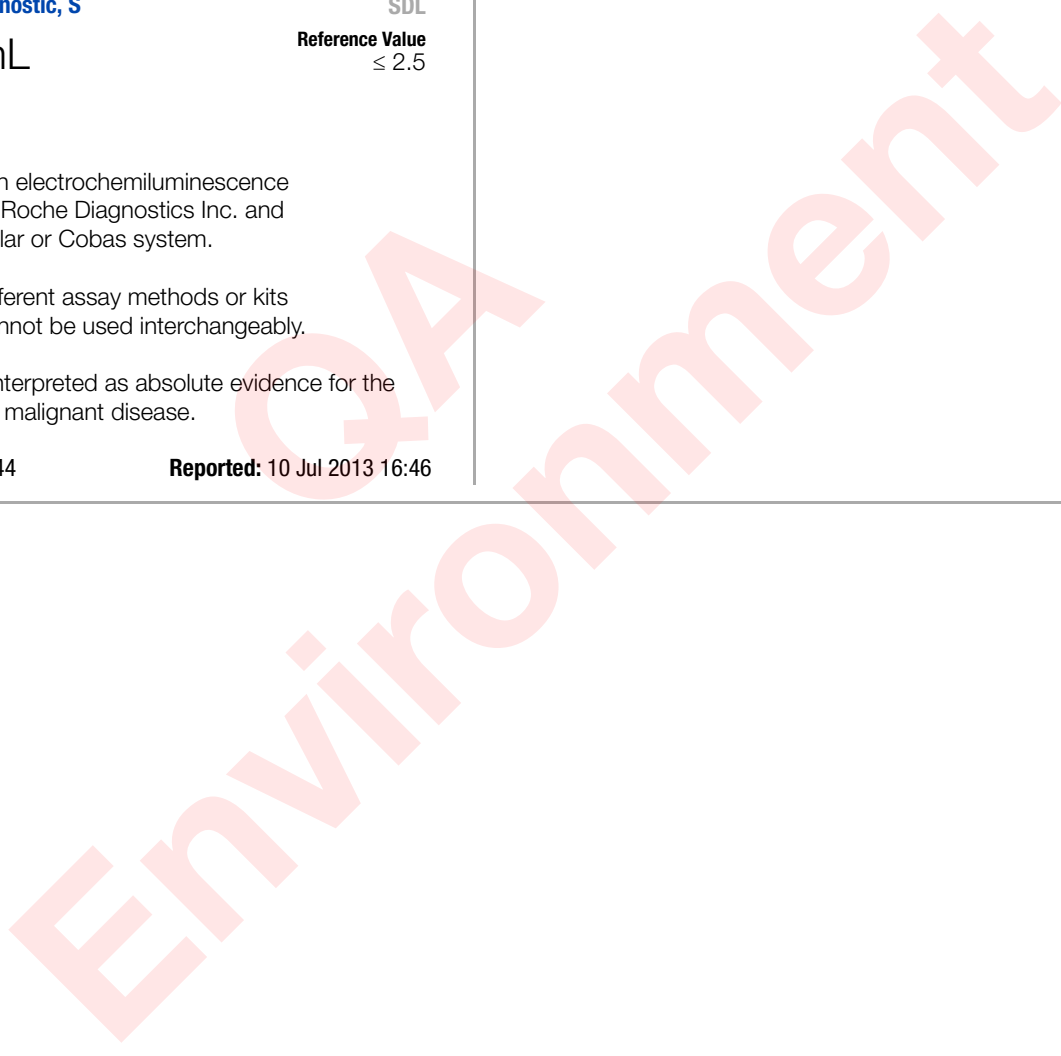 nostic, S SDL
nL Reference Value
≤ 2.5
n electrochemiluminescence
Roche Diagnostics Inc. and
lar or Cobas system.
fferent assay methods or kits
nnot be used interchangeably.
nterpreted as absolute evidence for the
malignant disease.
44 Reported: 10 Jul 2013 16:46
QA
Environment